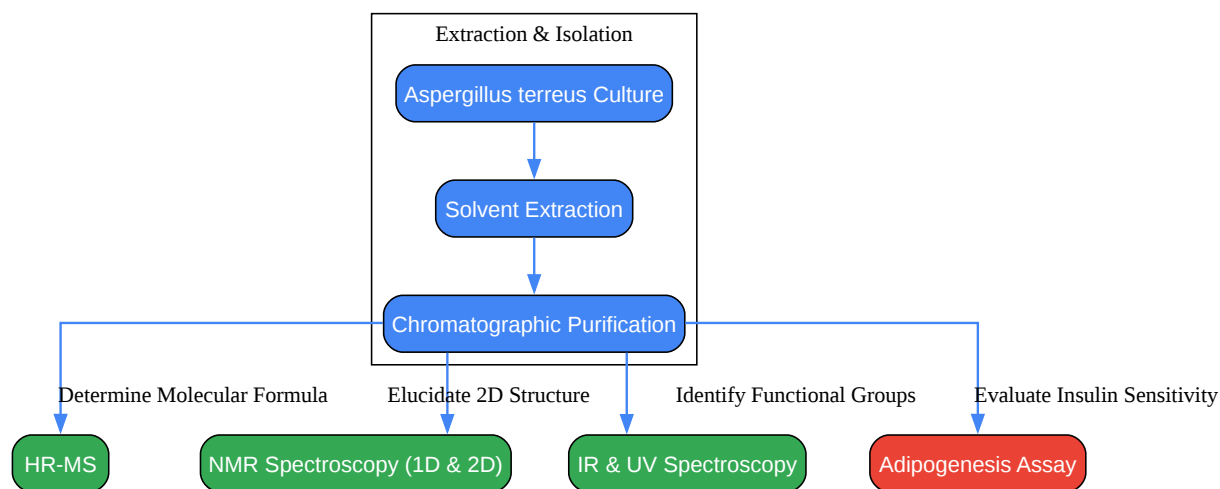 Extraction & Isolation
Aspergillus terreus Culture
Solvent Extraction
Chromatographic Purification
Determine Molecular Formula
Elucidate 2D Structure
Identify Functional Groups
Evaluate Insulin Sensitivity
HR-MS
NMR Spectroscopy (1D & 2D)
IR & UV Spectroscopy
Adipogenesis Assay